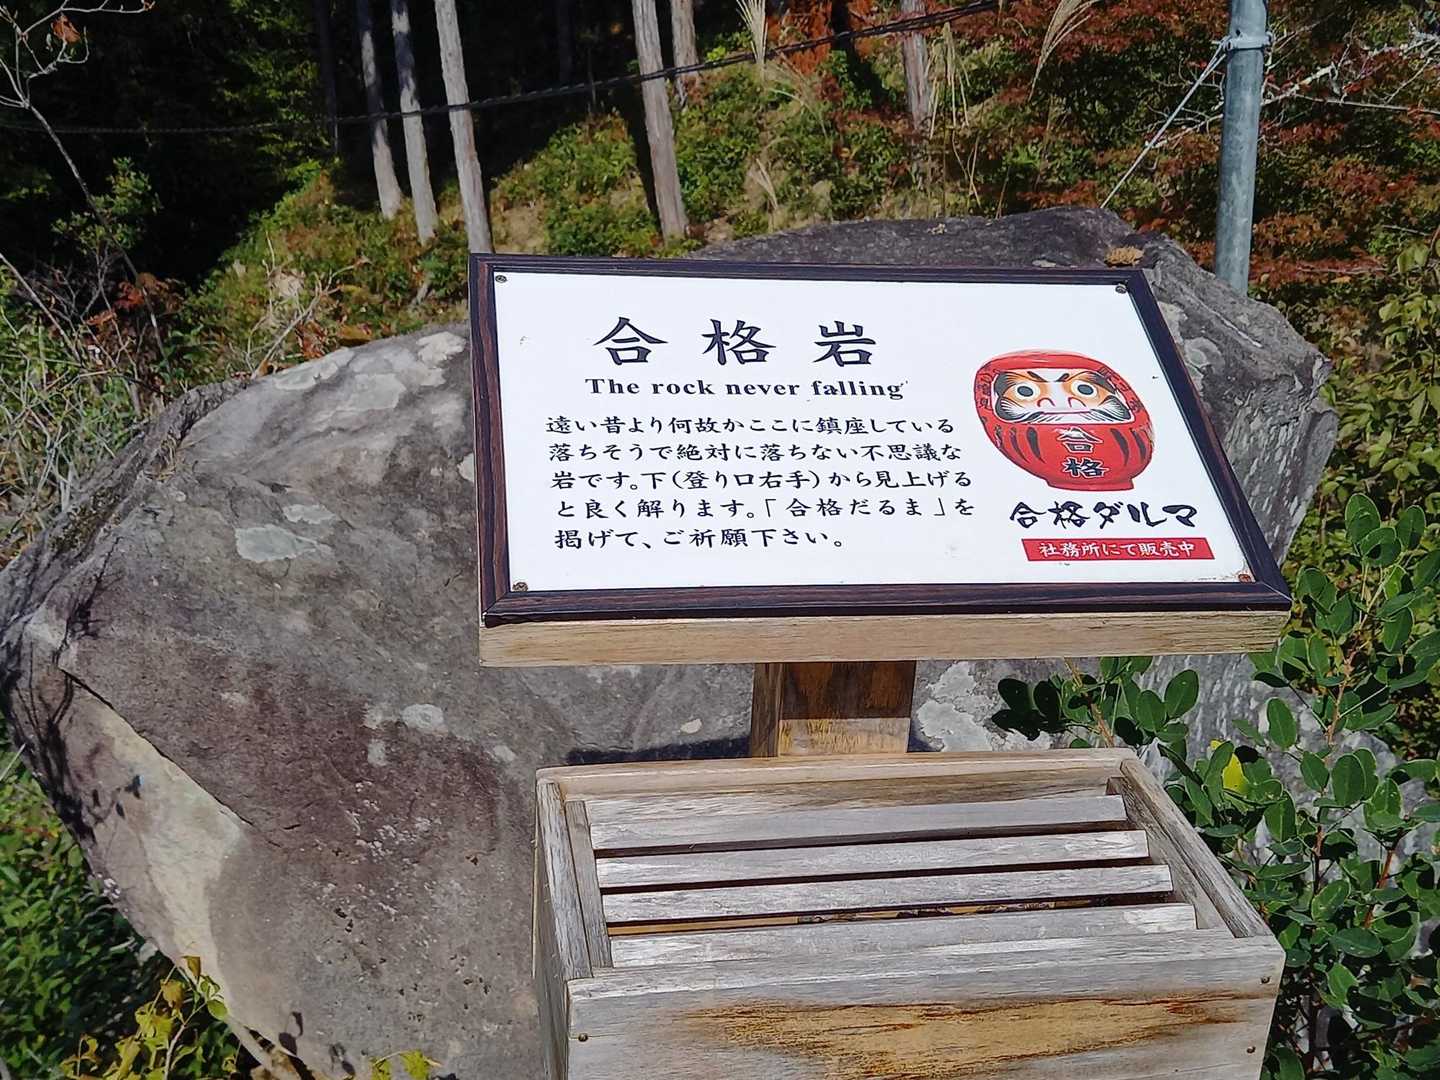 合格岩
The rock never falling
遠い昔より何故かここに鎮座している
落ちそうで絶対に落ちない不思議な
岩です。下(登り口右手)から見上げる
と良く解ります。「合格だるま」を
掲げて、ご祈願下さい。
合格
合格ダルマ
社務所にて販売中